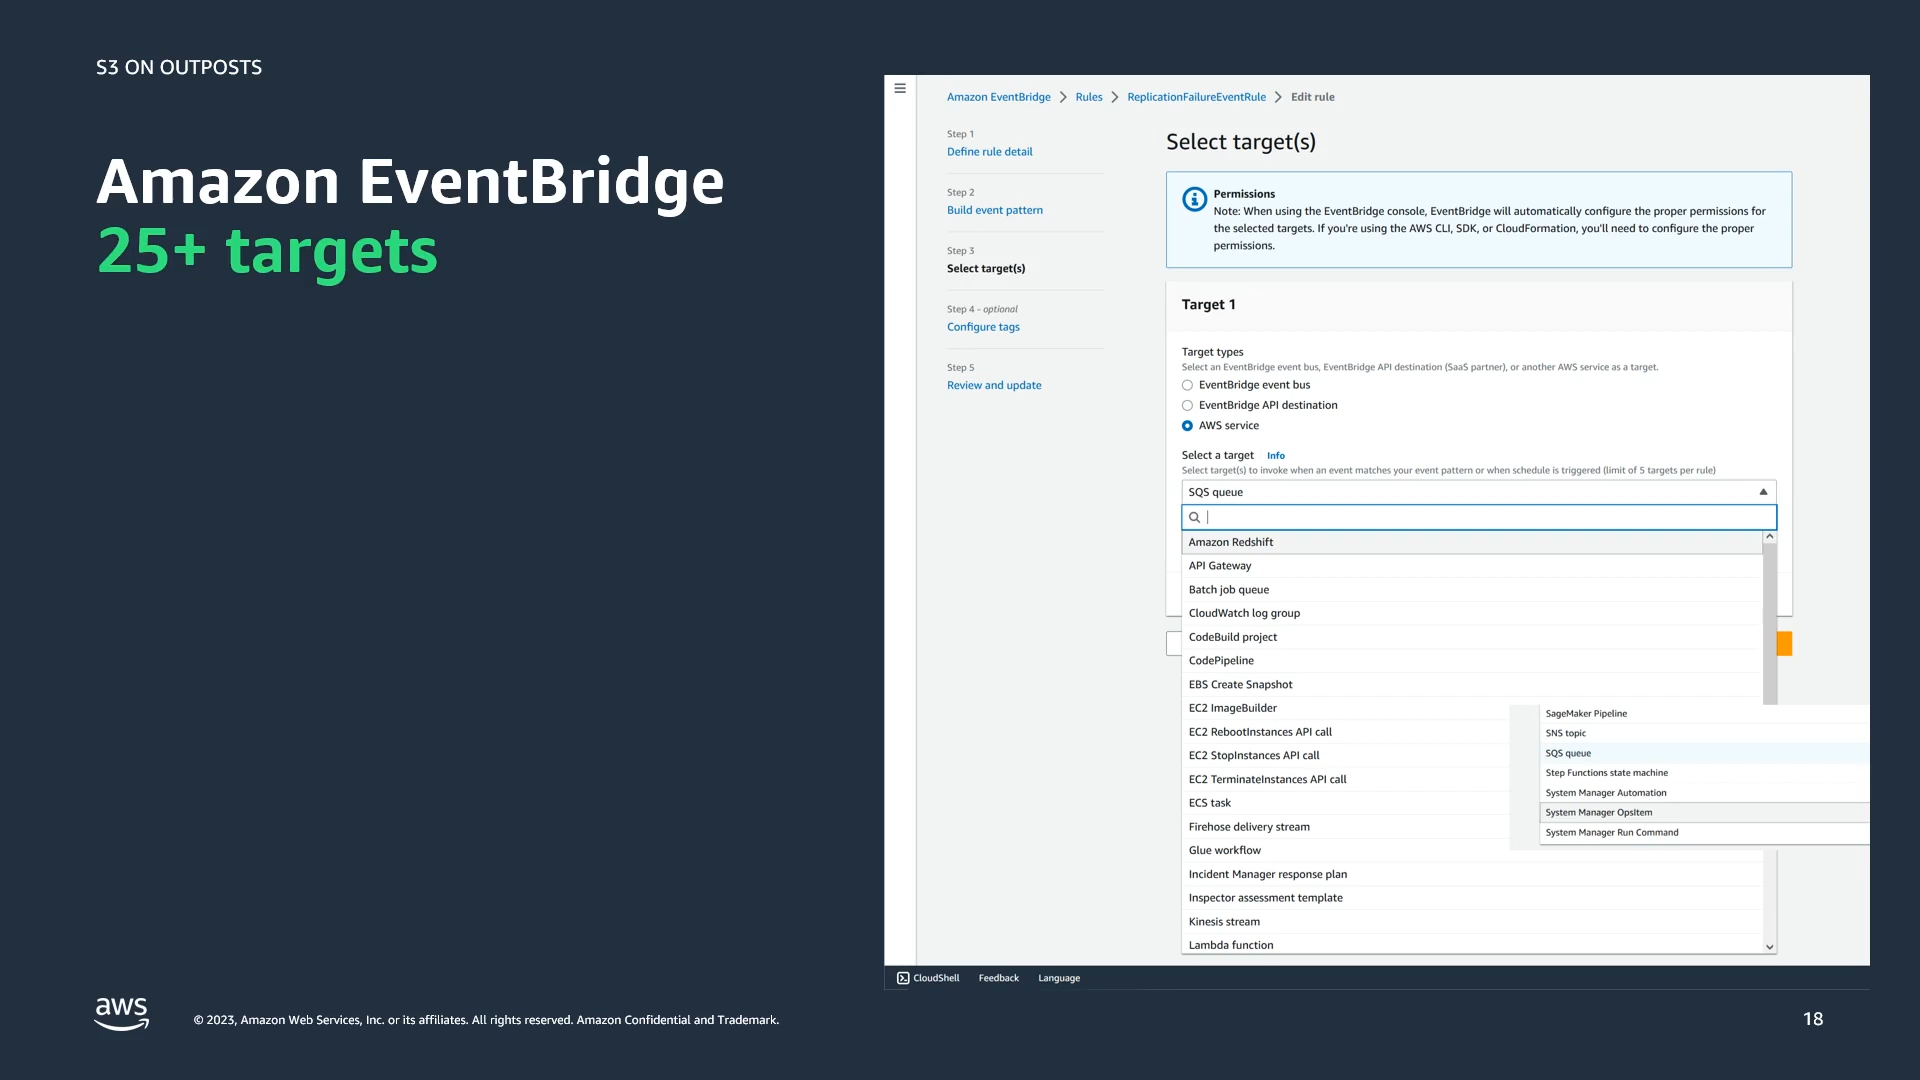 S3 ON OUTPOSTS
Amazon EventBridge
25+ targets
Amazon EventBridge > Rules > ReplicationFailureEventRule > Edit rule
Step 1
Define rule detail
Step 2
Build event pattern
Step 3
Select target(s)
Step 4 - optional
Configure tags
Step 5
Review and update
Select target(s)
Permissions
Note: When using the EventBridge console, EventBridge will automatically configure the proper permissions for
the selected targets. If you're using the AWS CLI, SDK, or CloudFormation, you'll need to configure the proper
permissions.
Target 1
Target types
Select an EventBridge event bus, EventBridge API destination (SaaS partner), or another AWS service as a target.
EventBridge event bus
EventBridge API destination
AWS service
Select a target Info
Select target(s) to invoke when an event matches your event pattern or when schedule is triggered (limit of 5 targets per rule)
SQS queue
Amazon Redshift
API Gateway
Batch job queue
CloudWatch log group
CodeBuild project
CodePipeline
EBS Create Snapshot
EC2 ImageBuilder
EC2 RebootInstances API call
EC2 StopInstances API call
EC2 TerminateInstances API call
ECS task
Firehose delivery stream
Glue workflow
Incident Manager response plan
Inspector assessment template
Kinesis stream
Lambda function
SageMaker Pipeline
SNS topic
SQS queue
Step Functions state machine
System Manager Automation
System Manager OpsItem
System Manager Run Command
CloudShell Feedback Language
aws
© 2023, Amazon Web Services, Inc. or its affiliates. All rights reserved. Amazon Confidential and Trademark.
18